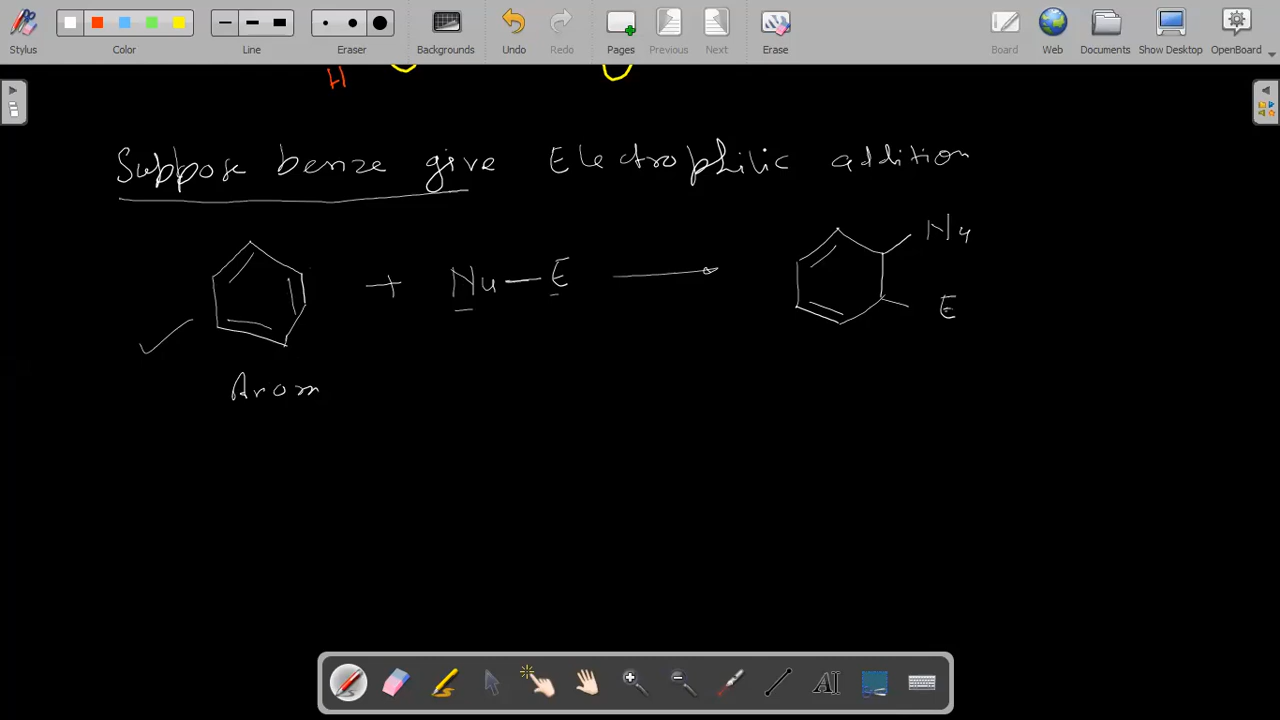 Stylus
Color
Line
Eraser
Backgrounds
Undo
Redo
Pages
Previous
Next
Erase
Board
Web
Documents
Show Desktop
OpenBoard
H
Suppose benze give Electrophilic addition
+ Nu—E
Nu
E
Arom
AI